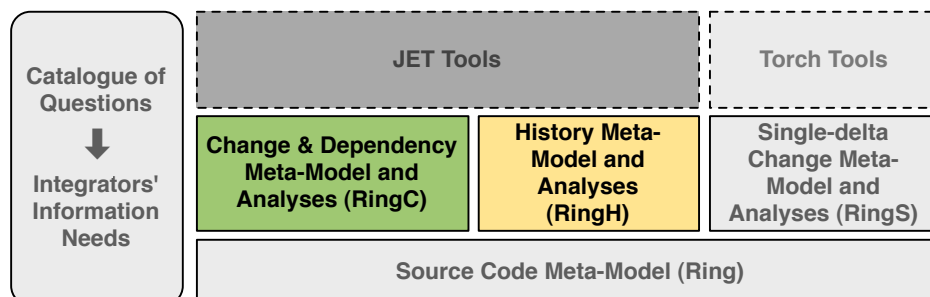 Catalogue of
Questions
Integrators'
Information
Needs
JET Tools
Torch Tools
Change & Dependency
Meta-Model and
Analyses (RingC)
History Meta-
Model and
Analyses
(RingH)
Single-delta
Change Meta-
Model and
Analyses (RingS)
Source Code Meta-Model (Ring)